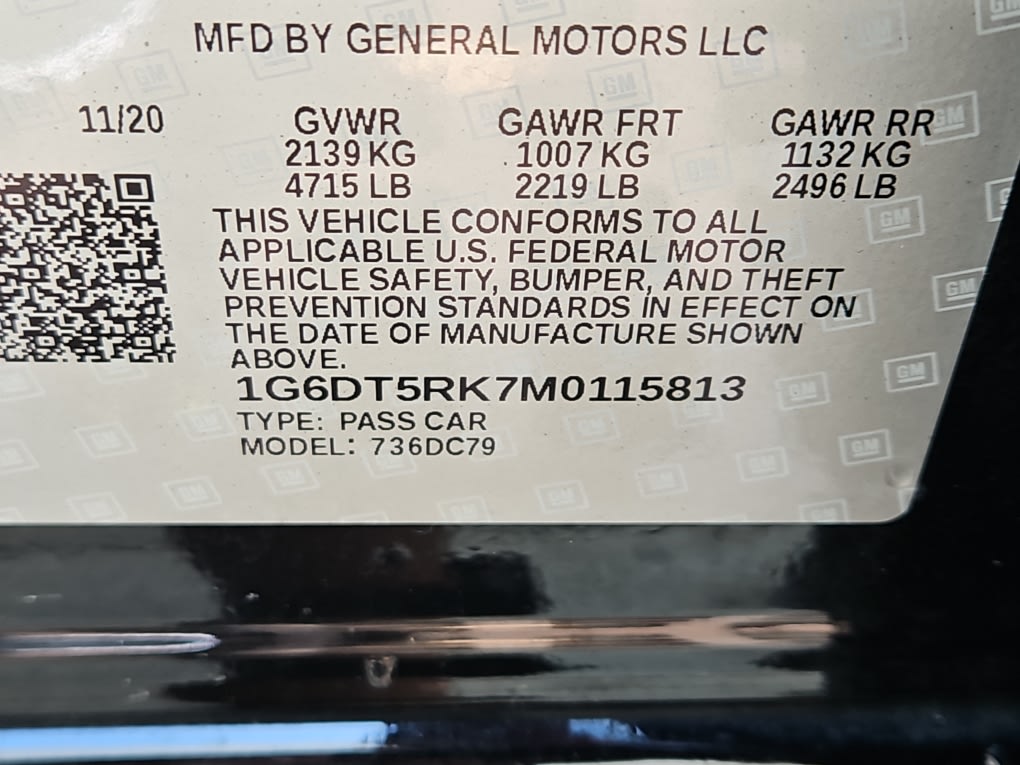 MFD BY GENERAL MOTORS LLC
11/20 GVWR GAWR FRT GAWR RR
2139 KG 1007 KG 1132 KG
4715 LB 2219 LB 2496 LB
THIS VEHICLE CONFORMS TO ALL
APPLICABLE U.S. FEDERAL MOTOR
VEHICLE SAFETY, BUMPER, AND THEFT
PREVENTION STANDARDS IN EFFECT ON
THE DATE OF MANUFACTURE SHOWN
ABOVE.
1G6DT5RK7M0115813
TYPE: PASS CAR
MODEL: 736DC79